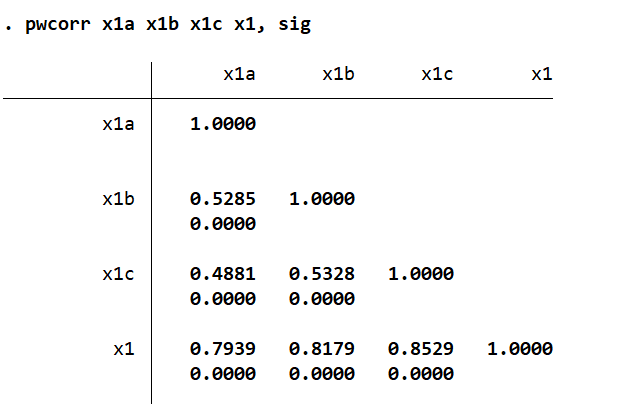 . pwcorr x1a x1b x1c x1, sig
x1a x1b x1c x1
x1a 1.0000
x1b 0.5285 1.0000
0.0000
x1c 0.4881 0.5328 1.0000
0.0000 0.0000
x1 0.7939 0.8179 0.8529 1.0000
0.0000 0.0000 0.0000